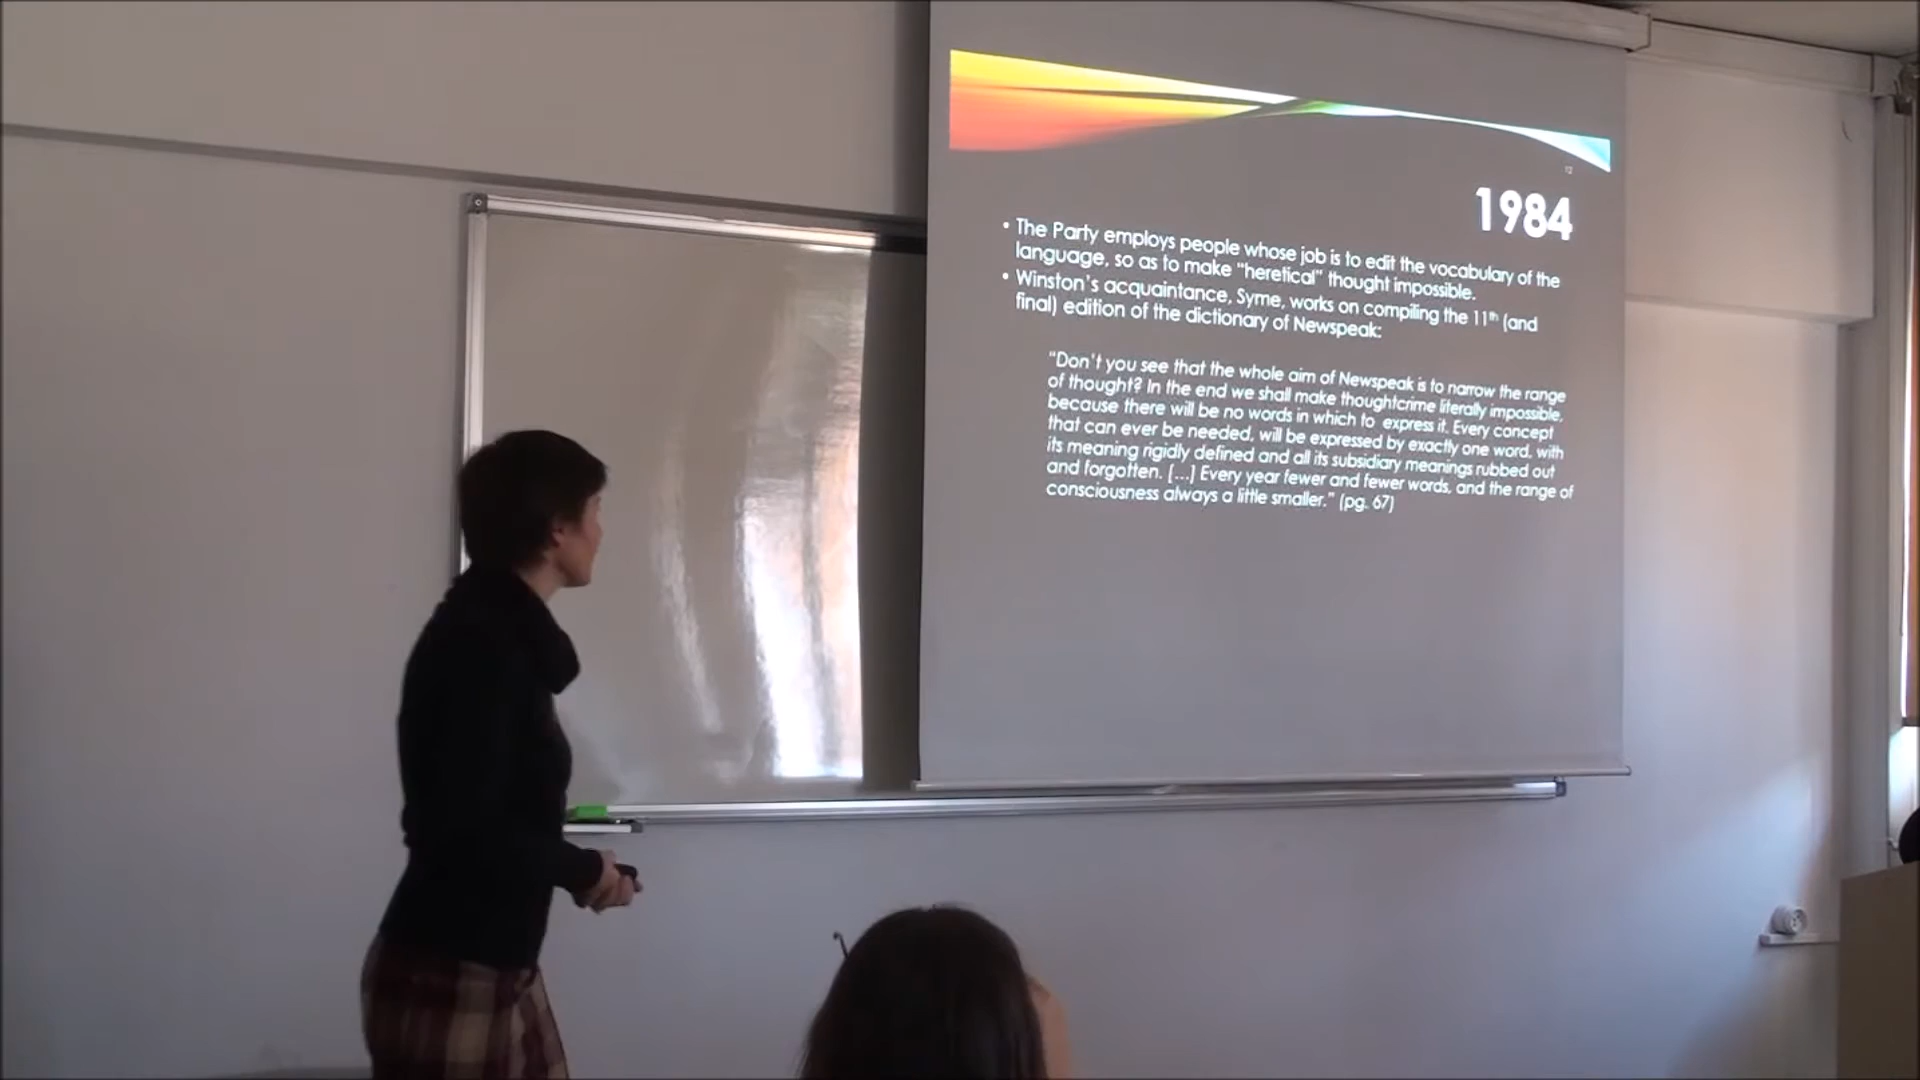 12
1984
• The Party employs people whose job is to edit the vocabulary of the
language, so as to make “heretical” thought impossible.
• Winston’s acquaintance, Syme, works on compiling the 11th (and
final) edition of the dictionary of Newspeak:
“Don’t you see that the whole aim of Newspeak is to narrow the range
of thought? In the end we shall make thoughtcrime literally impossible,
because there will be no words in which to express it. Every concept
that can ever be needed, will be expressed by exactly one word, with
its meaning rigidly defined and all its subsidiary meanings rubbed out
and forgotten. [...] Every year fewer and fewer words, and the range of
consciousness always a little smaller.” (pg. 67)